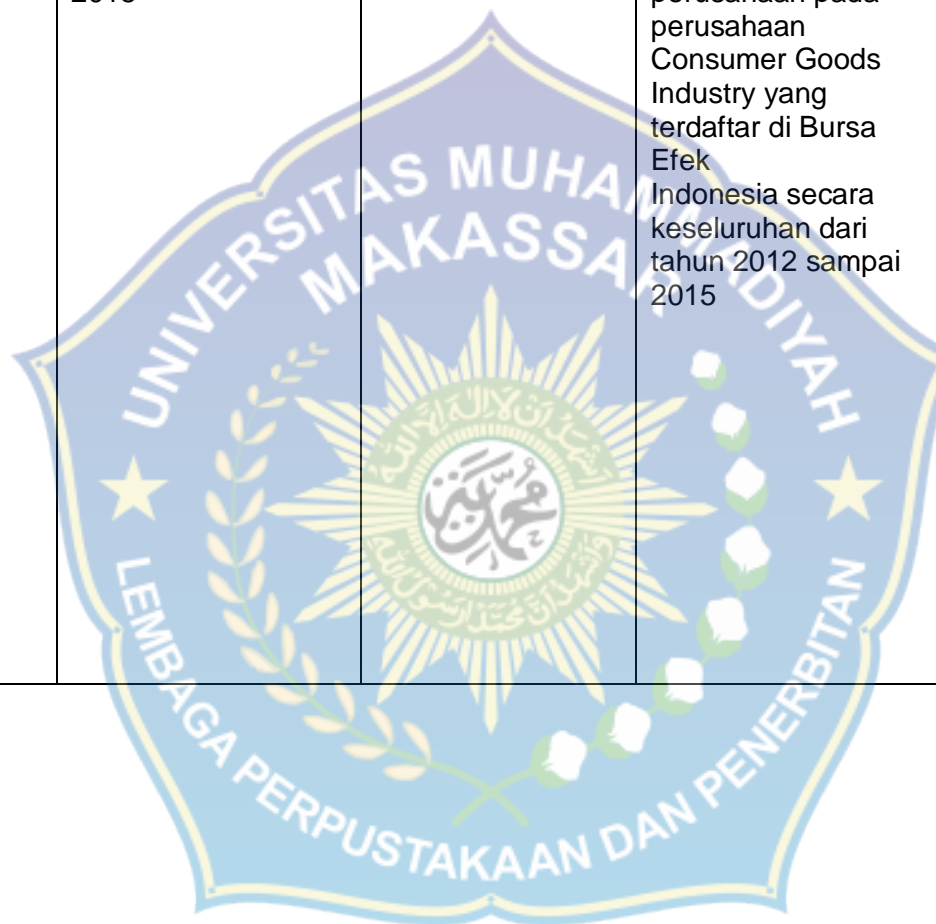 2015
perusahaan pada
perusahaan
Consumer Goods
Industry yang
terdaftar di Bursa
Efek
Indonesia secara
keseluruhan dari
tahun 2012 sampai
2015
UNIVERSITAS MUHAMMADIYAH
MAKASSAR
محمد
LEMBAGA PERPUSTAKAAN DAN PENERBITAN